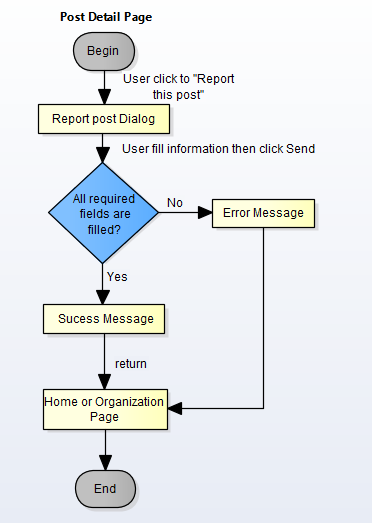 Post Detail Page
Begin
User click to "Report
this post"
Report post Dialog
User fill information then click Send
All required
fields are
filled?
No
Error Message
Yes
Sucess Message
return
Home or Organization
Page
End